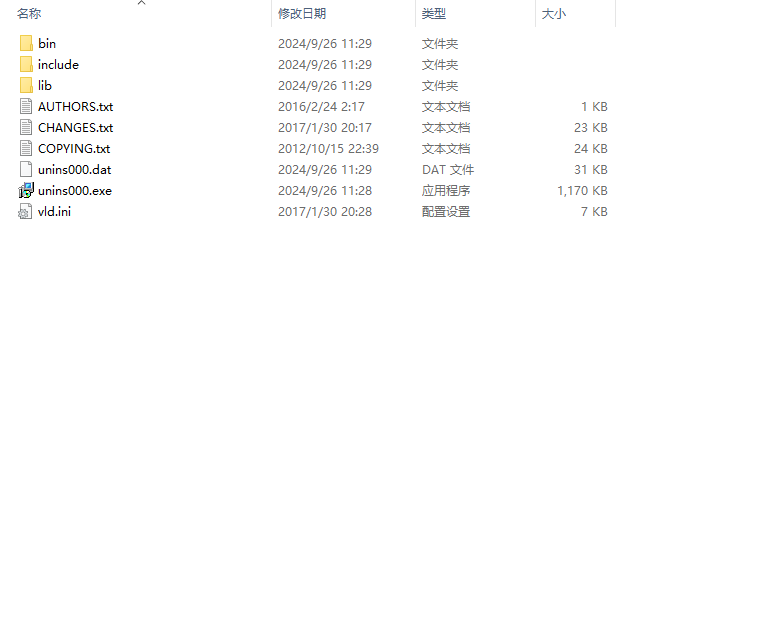 名称 修改日期 类型 大小
bin 2024/9/26 11:29 文件夹
include 2024/9/26 11:29 文件夹
lib 2024/9/26 11:29 文件夹
AUTHORS.txt 2016/2/24 2:17 文本文档 1 KB
CHANGES.txt 2017/1/30 20:17 文本文档 23 KB
COPYING.txt 2012/10/15 22:39 文本文档 24 KB
unins000.dat 2024/9/26 11:29 DAT 文件 31 KB
unins000.exe 2024/9/26 11:28 应用程序 1,170 KB
vld.ini 2017/1/30 20:28 配置设置 7 KB